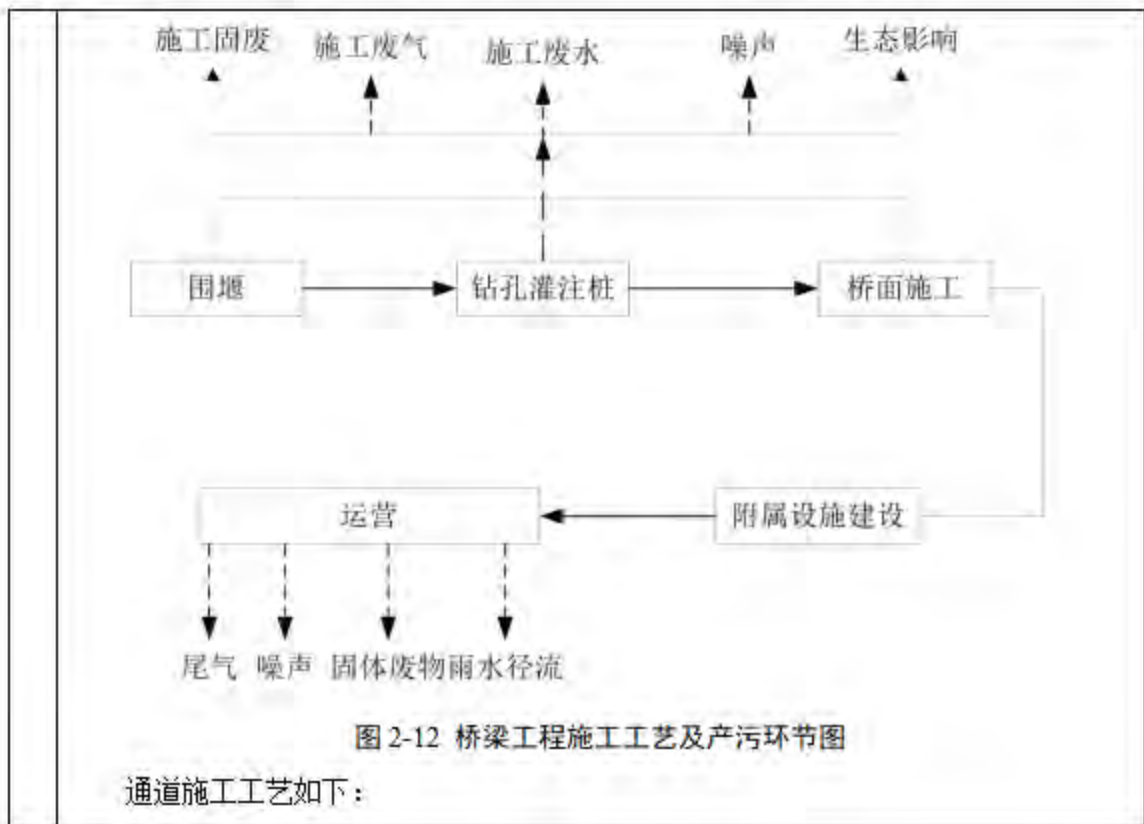 施工固废 施工废气 施工废水 噪声 生态影响
围堰 钻孔灌注桩 桥面施工
运营 附属设施建设
尾气 噪声 固体废物 雨水径流
图 2-12 桥梁工程施工工艺及产污环节图
通道施工工艺如下：